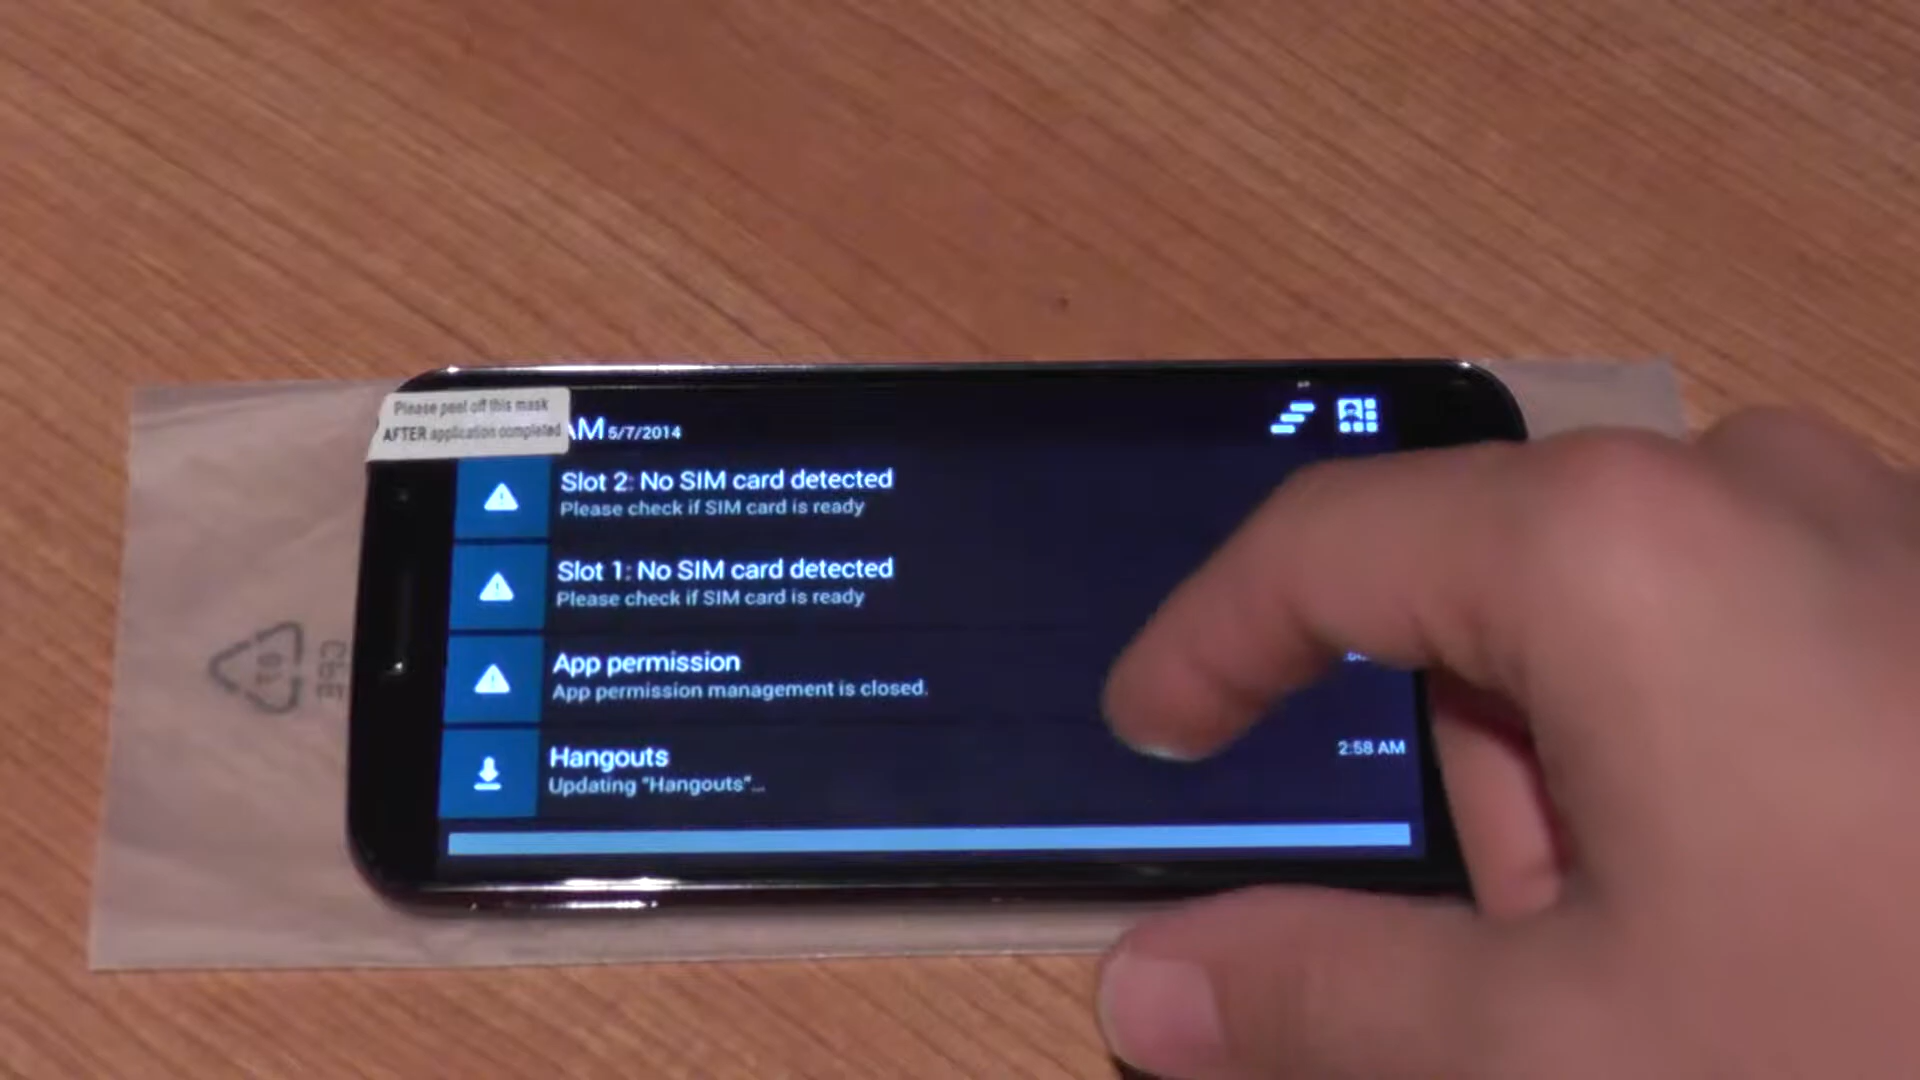 Please peel off this mask
AFTER application completed
AM 5/7/2014
Slot 2: No SIM card detected
Please check if SIM card is ready
Slot 1: No SIM card detected
Please check if SIM card is ready
App permission
App permission management is closed.
Hangouts
2:58 AM
Updating "Hangouts"...
CPE